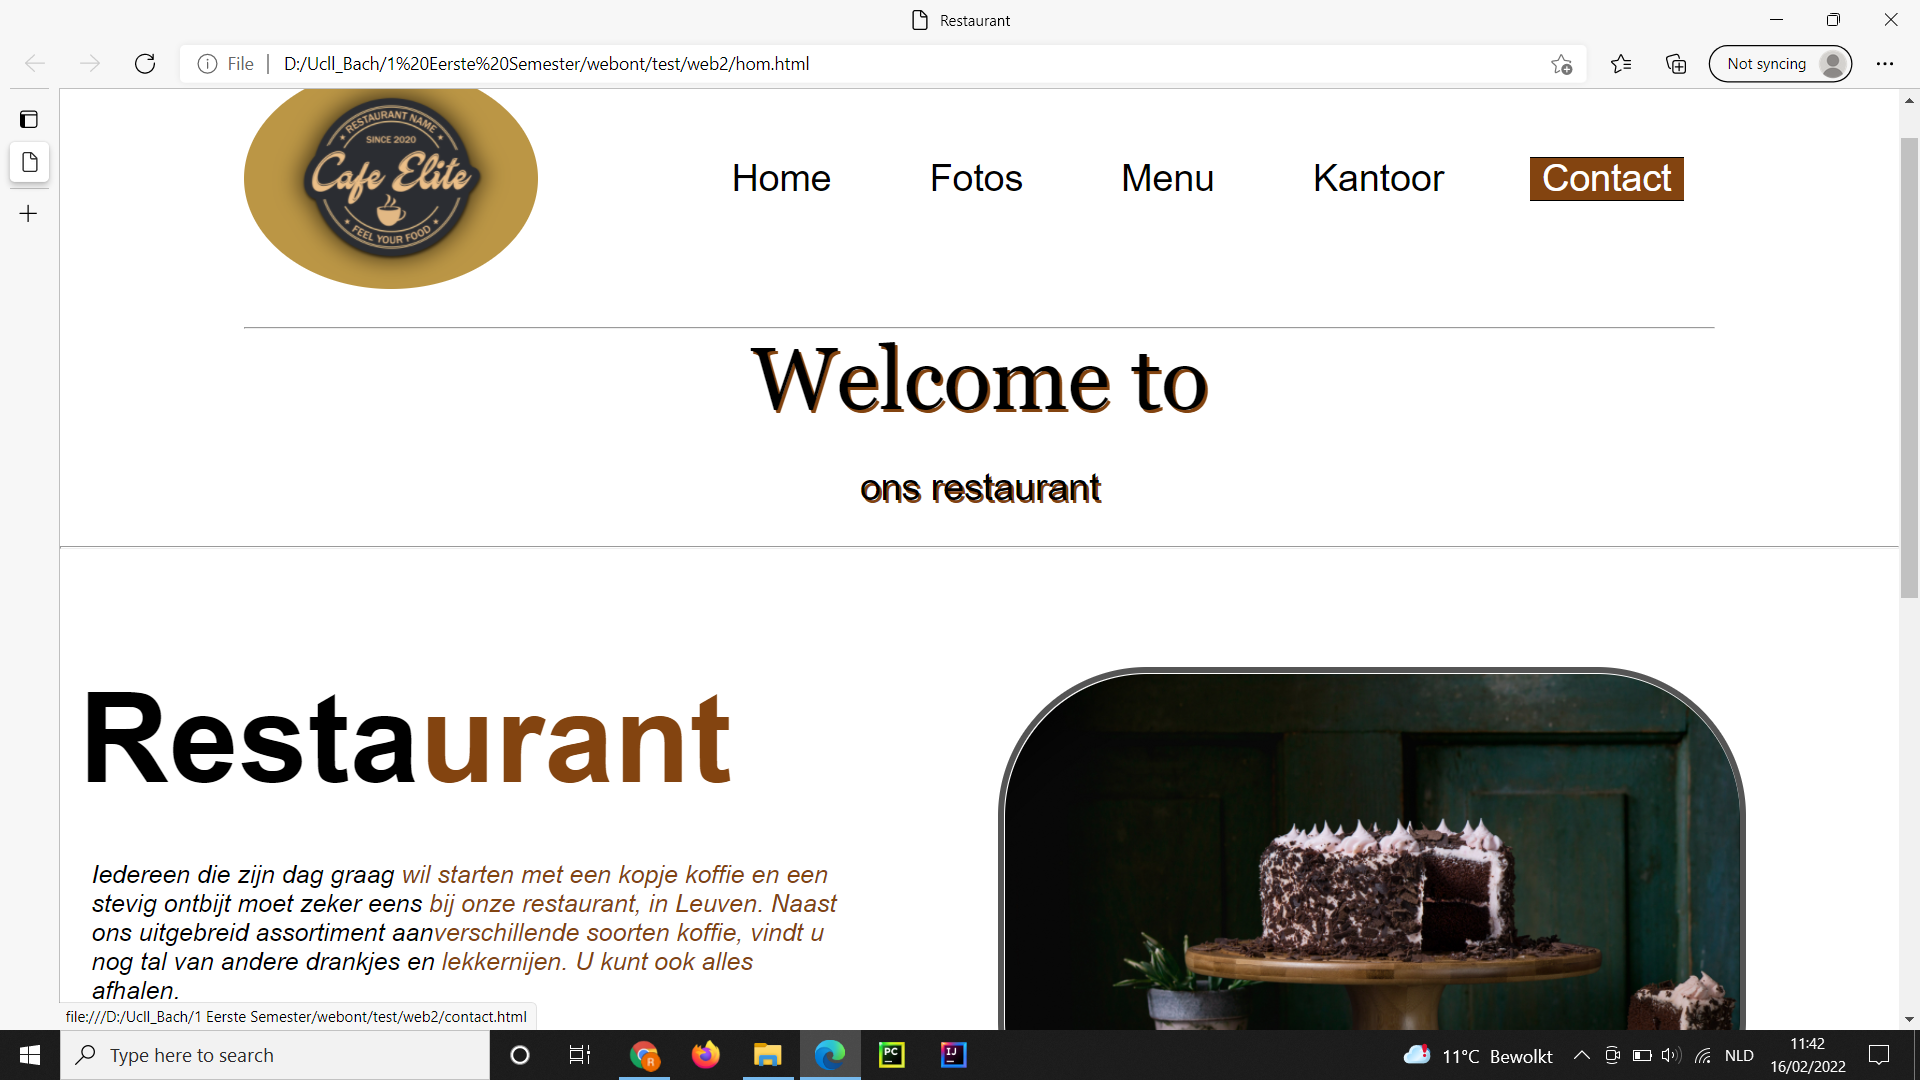 Restaurant
File
D:/Ucll_Bach/1%20Eerste%20Semester/webont/test/web2/hom.html
Not syncing
RESTAURANT NAME
SINCE 2020
Cafe Elite
FEEL YOUR FOOD
Home Fotos Menu Kantoor Contact
Welcome to
ons restaurant
Restaurant
Iedereen die zijn dag graag wil starten met een kopje koffie en een
stevig ontbijt moet zeker eens bij onze restaurant, in Leuven. Naast
ons uitgebreid assortiment aanverschillende soorten koffie, vindt u
nog tal van andere drankjes en lekkernijen. U kunt ook alles
afhalen.
file:///D:/Ucll_Bach/1 Eerste Semester/webont/test/web2/contact.html
Type here to search
R
PC
IJ
11°C Bewolkt
NLD
11:42
16/02/2022